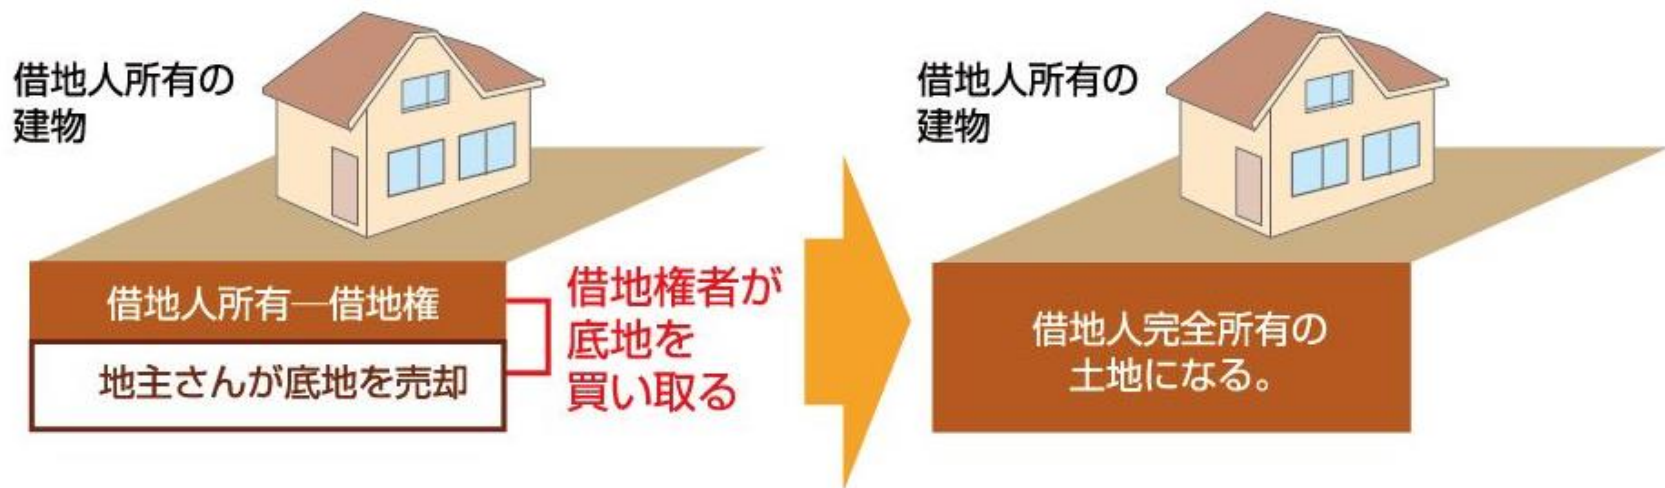 借地人所有の
建物
借地人所有―借地権
地主さんが底地を売却
借地権者が
底地を
買い取る
借地人所有の
建物
借地人完全所有の
土地になる。